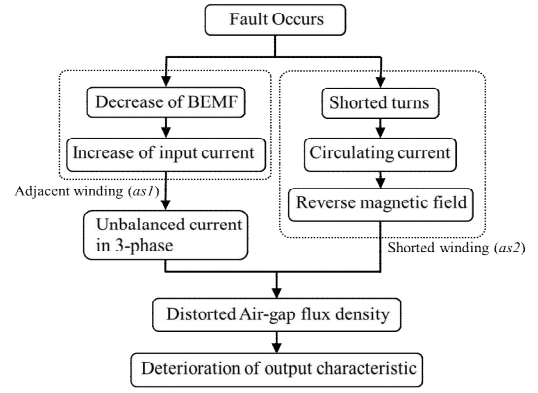 Fault Occurs
Decrease of BEMF
Increase of input current
Adjacent winding (as1)
Unbalanced current
in 3-phase
Shorted turns
Circulating current
Reverse magnetic field
Shorted winding (as2)
Distorted Air-gap flux density
Deterioration of output characteristic